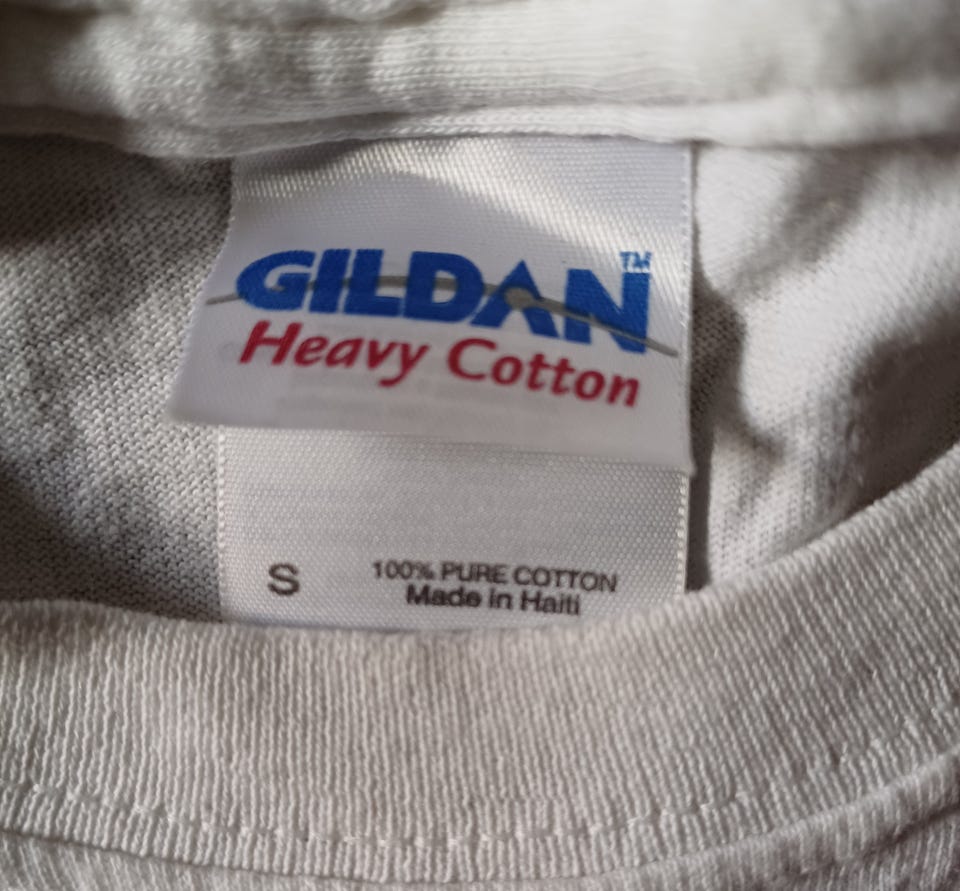 GILDAN™
Heavy Cotton
S
100% PURE COTTON
Made in Haiti